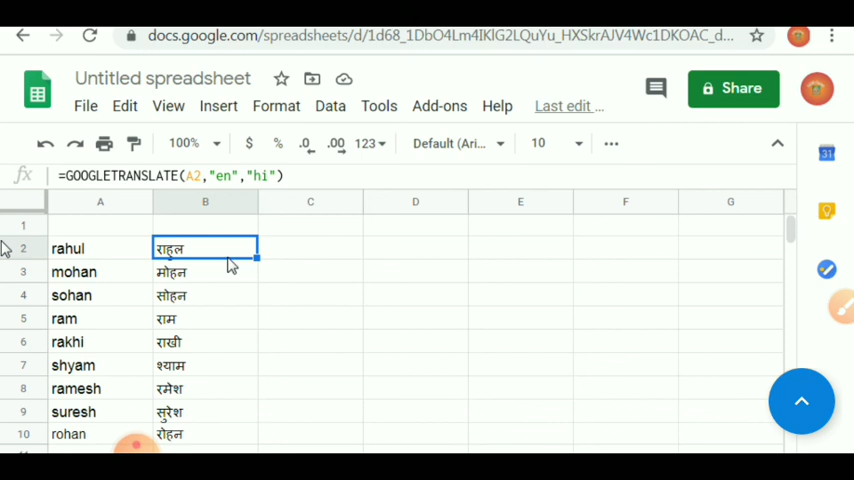 docs.google.com/spreadsheets/d/1d68_1DbO4Lm4IKlG2LQuYu_HXSkrAJV4Wc1DKOAC_d...
Untitled spreadsheet
File Edit View Insert Format Data Tools Add-ons Help Last edit ...
Share
100% $ % .0 .00 123 Default (Ari... 10 ...
fx =GOOGLETRANSLATE(A2,"en","hi")
A B C D E F G
1
2 rahul राहुल
3 mohan मोहन
4 sohan सोहन
5 ram राम
6 rakhi राखी
7 shyam श्याम
8 ramesh रमेश
9 suresh सुरेश
10 rohan रोहन
31